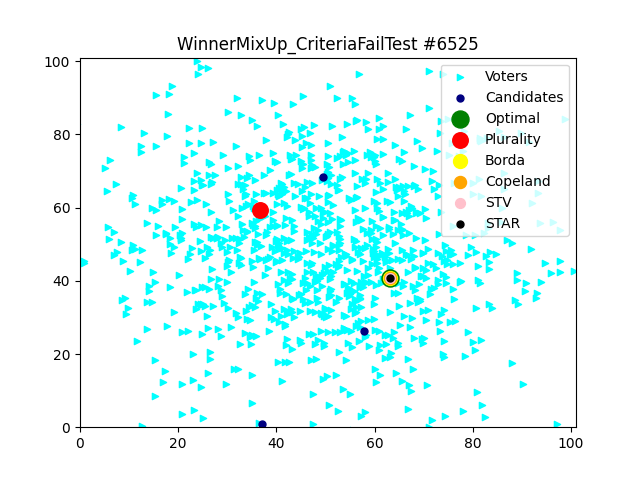 WinnerMixUp_CriteriaFailTest #6525
100
80
60
40
20
0
0 20 40 60 80 100
Voters
Candidates
Optimal
Plurality
Borda
Copeland
STV
STAR